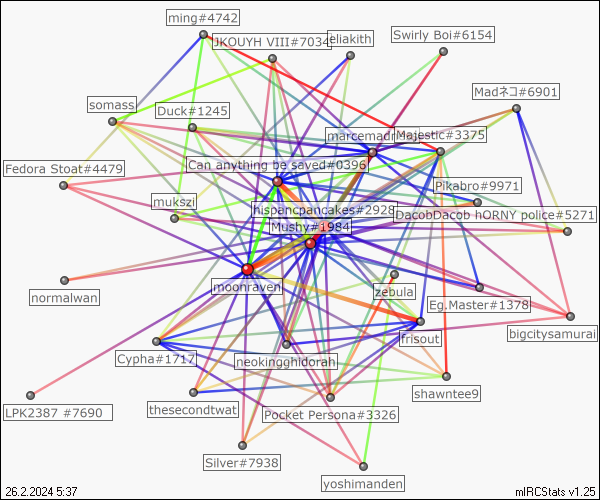 ming#4742
JKOUYH VIII#7034
eliakith
Swirly Boi#6154
Madネコ#6901
somass
Duck#1245
marcemadr
Majestic#3375
Can anything be saved#0396
Fedora Stoat#4479
Pikabro#9971
mukszi
hispancpancakes#2928
DacobDacob hORNY police#5271
Mushy#1984
moonraven
zebula
normalwan
Eg.Master#1378
bigcitysamurai
frisout
Cypha#1717
neokingghidorah
shawntee9
LPK2387 #7690
thesecondtwat
Pocket Persona#3326
Silver#7938
yoshimanden
26.2.2024 5:37
mIRCStats v1.25